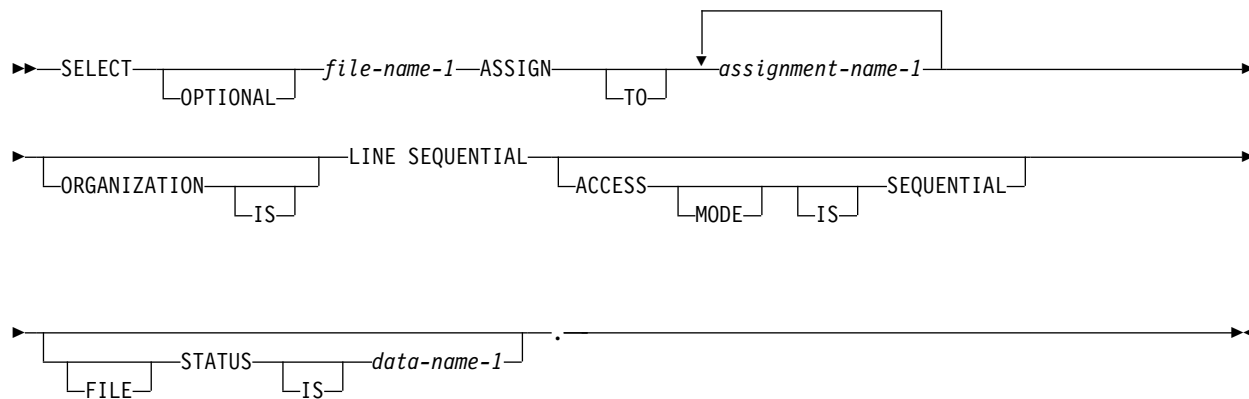 SELECT OPTIONAL file-name-1 ASSIGN TO assignment-name-1
ORGANIZATION IS LINE SEQUENTIAL ACCESS MODE IS SEQUENTIAL
FILE STATUS IS data-name-1 .